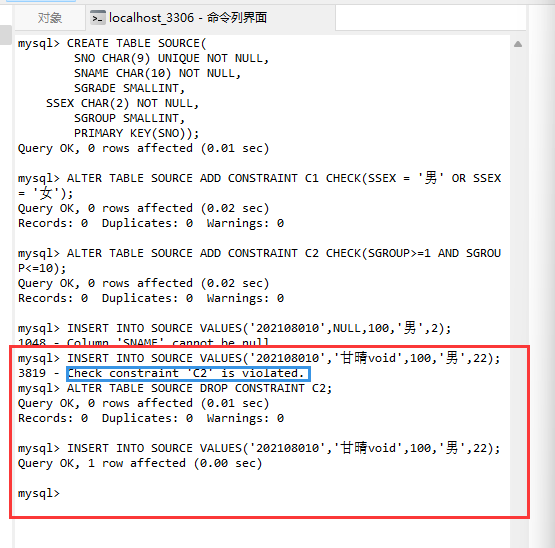 对象
localhost_3306 - 命令列界面
mysql> CREATE TABLE SOURCE(
SNO CHAR(9) UNIQUE NOT NULL,
SNAME CHAR(10) NOT NULL,
SGRADE SMALLINT,
SSEX CHAR(2) NOT NULL,
SGROUP SMALLINT,
PRIMARY KEY(SNO));
Query OK, 0 rows affected (0.01 sec)
mysql> ALTER TABLE SOURCE ADD CONSTRAINT C1 CHECK(SSEX = '男' OR SSEX
= '女');
Query OK, 0 rows affected (0.02 sec)
Records: 0  Duplicates: 0  Warnings: 0
mysql> ALTER TABLE SOURCE ADD CONSTRAINT C2 CHECK(SGROUP>=1 AND SGROU
P<=10);
Query OK, 0 rows affected (0.02 sec)
Records: 0  Duplicates: 0  Warnings: 0
mysql> INSERT INTO SOURCE VALUES('202108010',NULL,100,'男',2);
1048 - Column 'SNAME' cannot be null
mysql> INSERT INTO SOURCE VALUES('202108010','甘晴void',100,'男',22);
3819 - Check constraint 'C2' is violated.
mysql> ALTER TABLE SOURCE DROP CONSTRAINT C2;
Query OK, 0 rows affected (0.01 sec)
Records: 0  Duplicates: 0  Warnings: 0
mysql> INSERT INTO SOURCE VALUES('202108010','甘晴void',100,'男',22);
Query OK, 1 row affected (0.00 sec)
mysql>